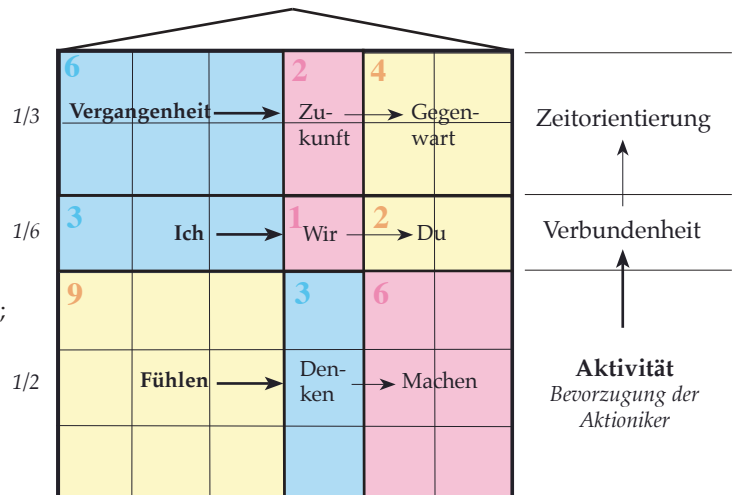 6 2 4
1/3 Vergangenheit Zu- Gegen- Zeitorientierung
kunft wart
3 1 2
1/6 Ich Wir Du Verbundenheit
9 3 6
;
1/2 Fühlen Den- Machen Aktivität
ken Bevorzugung der
Aktioniker